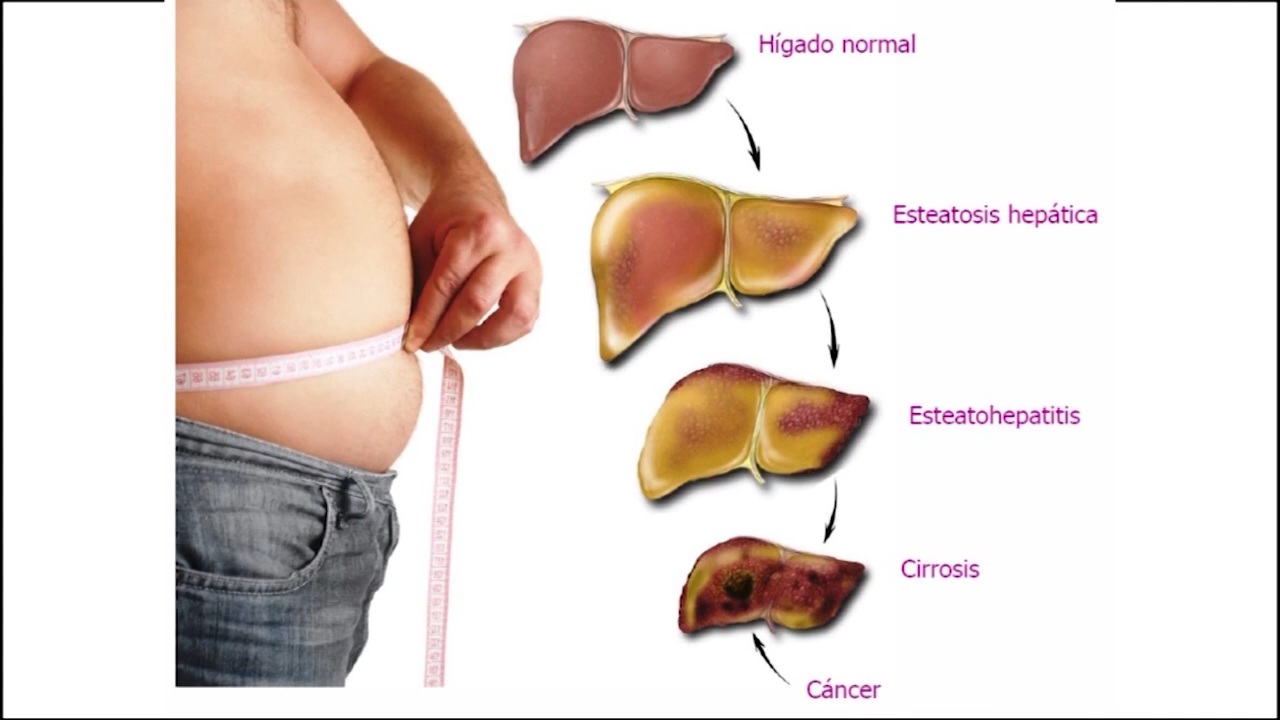 Hígado normal
Esteatosis hepática
Esteatohepatitis
Cirrosis
Cáncer